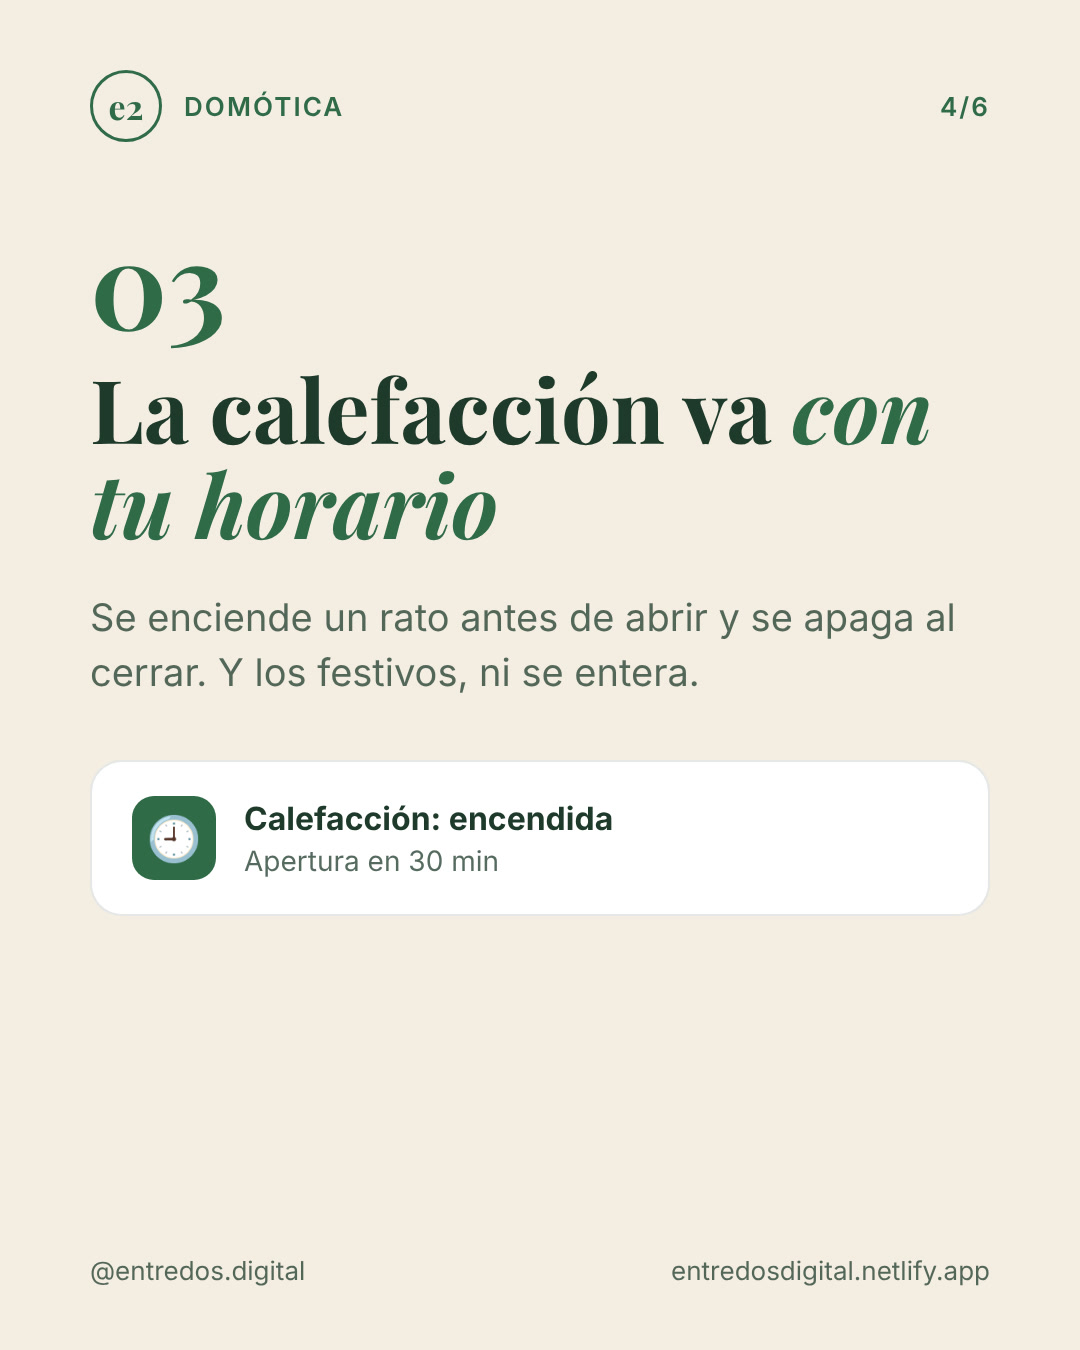 e2 DOMÓTICA 4/6
03
La calefacción va con
tu horario
Se enciende un rato antes de abrir y se apaga al
cerrar. Y los festivos, ni se entera.
Calefacción: encendida
Apertura en 30 min
@entredos.digital entredosdigital.netlify.app